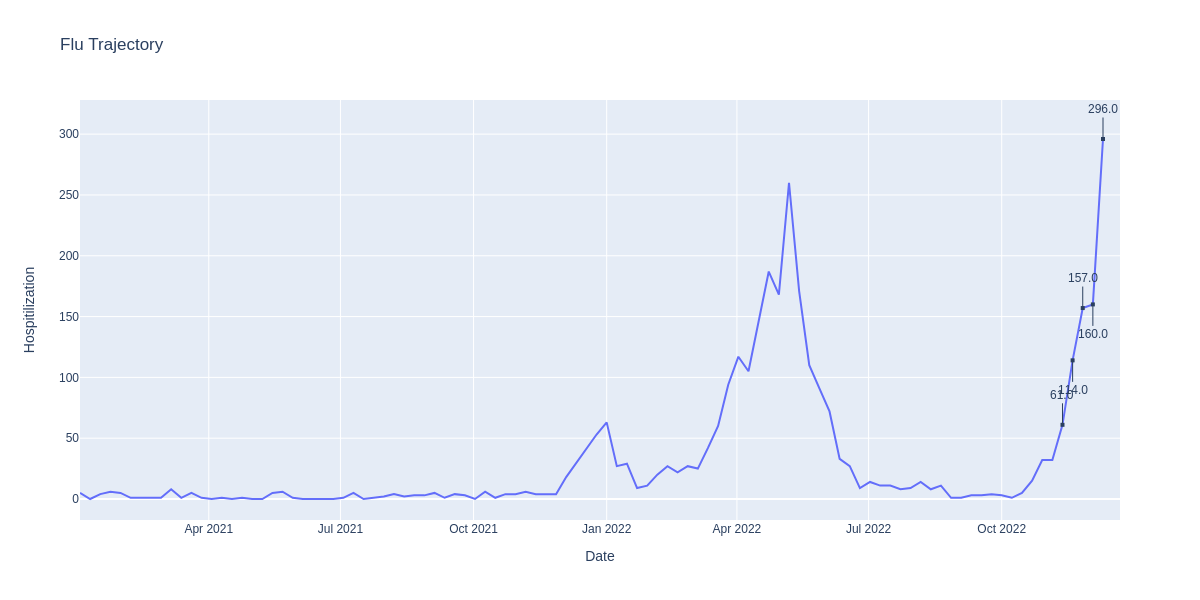 Flu Trajectory
296.0
300
250
157.0
200
150
160.0
114.0
61.0
100
50
0
Hospitilization
Apr 2021
Jul 2021
Oct 2021
Jan 2022
Apr 2022
Jul 2022
Oct 2022
Date